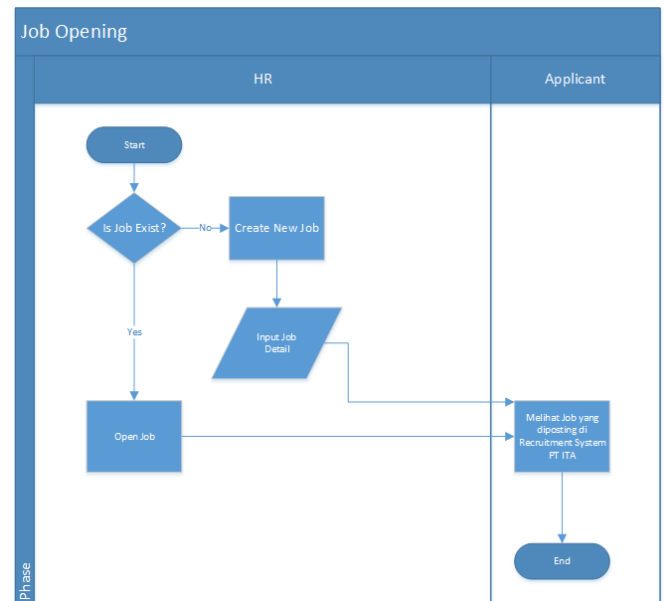 Job Opening
HR
Applicant
Start
Is Job Exist?
No
Create New Job
Input Job
Detail
Yes
Open Job
Melihat Job yang
diposting di
Recruitment System
PT ITA
End
Phase